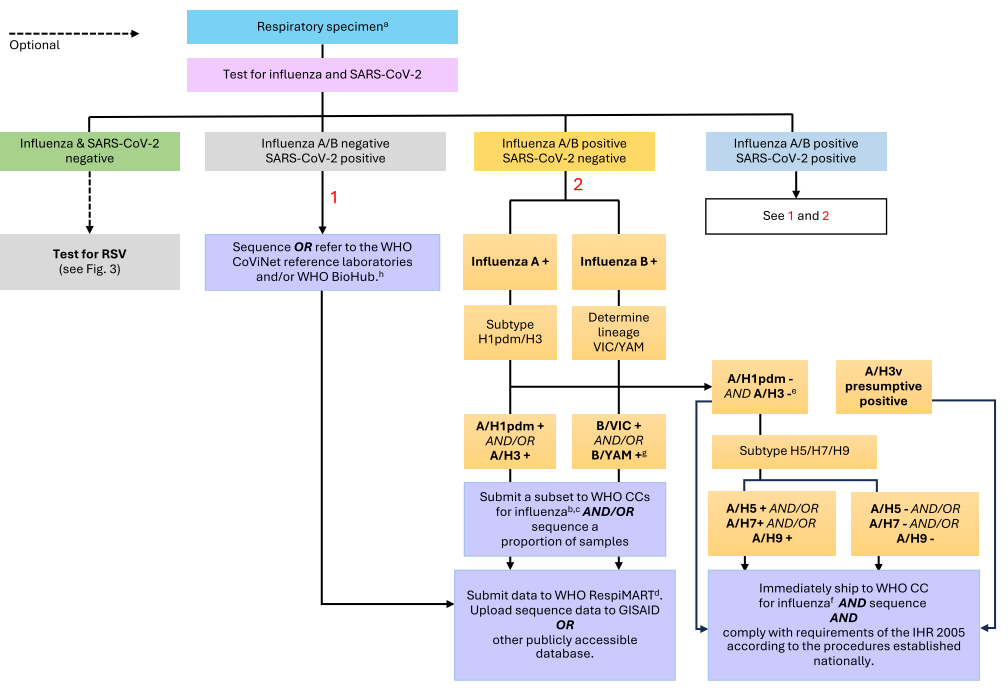 Optional
Respiratory specimenᵃ
Test for influenza and SARS-CoV-2
Influenza & SARS-CoV-2
negative
Influenza A/B negative
SARS-CoV-2 positive
Influenza A/B positive
SARS-CoV-2 negative
Influenza A/B positive
SARS-CoV-2 positive
1
2
See 1 and 2
Test for RSV
(see Fig. 3)
Sequence OR refer to the WHO
CoViNet reference laboratories
and/or WHO BioHub.ʰ
Influenza A +
Influenza B +
Subtype
H1pdm/H3
Determine
lineage
VIC/YAM
A/H1pdm -
AND A/H3 -ᵉ
A/H3v
presumptive
positive
A/H1pdm +
AND/OR
A/H3 +
B/VIC +
AND/OR
B/YAM +ᵍ
Subtype H5/H7/H9
Submit a subset to WHO CCs
for influenzaᵇ,ᶜ AND/OR
sequence a
proportion of samples
A/H5 + AND/OR
A/H7+ AND/OR
A/H9 +
A/H5 - AND/OR
A/H7 - AND/OR
A/H9 -
Submit data to WHO RespiMARTᵈ.
Upload sequence data to GISAID
OR
other publicly accessible
database.
Immediately ship to WHO CC
for influenzaᶠ AND sequence
AND
comply with requirements of the IHR 2005
according to the procedures established
nationally.